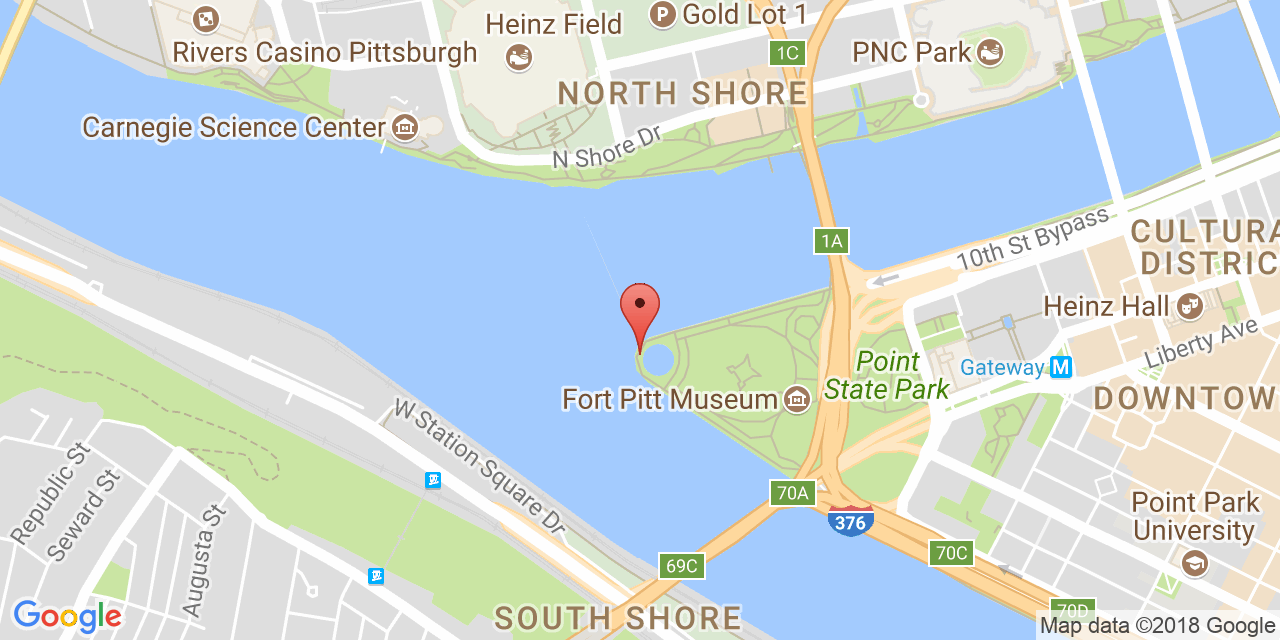 Heinz Field
Gold Lot 1
P
Rivers Casino Pittsburgh
1C
PNC Park
NORTH SHORE
Carnegie Science Center
N Shore Dr
1A
10th St Bypass
CULTURA
DISTRIC
Heinz Hall
Liberty Ave
Point
State Park
Gateway M
Fort Pitt Museum
DOWNTOW
W Station Square Dr
Republic St
Seward St
Augusta St
70A
376
70C
Point Park
University
69C
70D
SOUTH SHORE
Google
Map data ©2018 Google